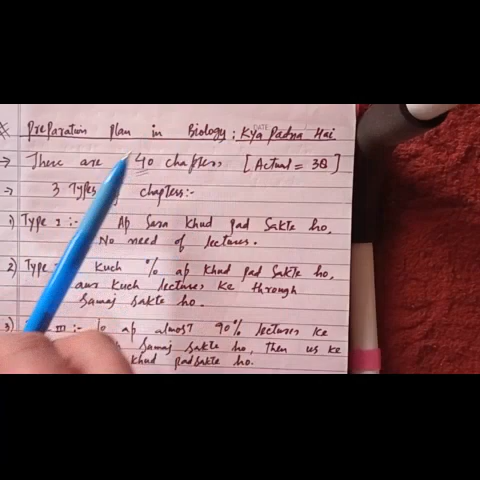 Preparation Plan in Biology : Kya Padna Hai
DATE
→ There are 40 chapters [Actual = 38]
→ 3 Types chapters:-
1) Type I :- Ap Sara Khud pad Sakte ho,
No need of lectures.
2) Type Kuch % ap khud pad sakte ho,
aur kuch lectures ke through
Samaj sakte ho.
3) III :- Jo ap almost 90% lectures ke
Samaj sakte ho, then us ke
khud padsakte ho.